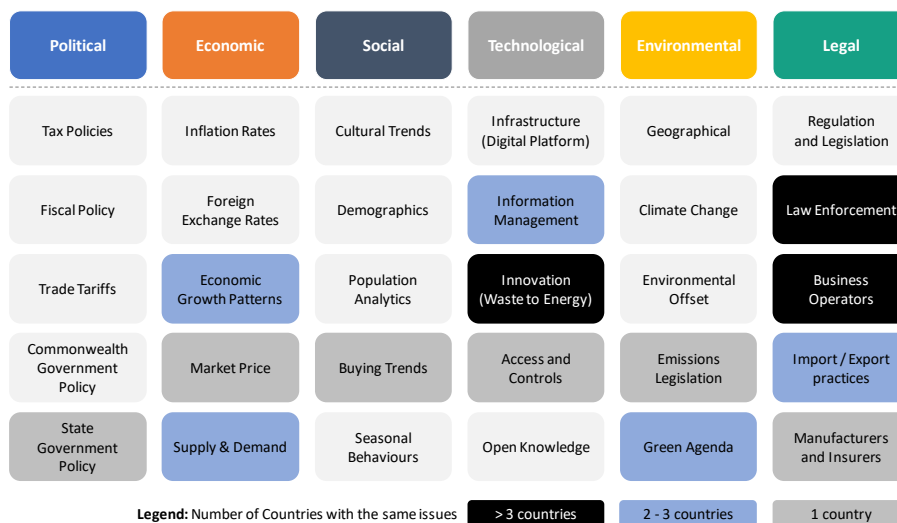 Political
Economic
Social
Technological
Environmental
Legal
Tax Policies
Inflation Rates
Cultural Trends
Infrastructure
(Digital Platform)
Geographical
Regulation
and Legislation
Fiscal Policy
Foreign
Exchange Rates
Demographics
Information
Management
Climate Change
Law Enforcement
Trade Tariffs
Economic
Growth Patterns
Population
Analytics
Innovation
(Waste to Energy)
Environmental
Offset
Business
Operators
Commonwealth
Government
Policy
Market Price
Buying Trends
Access and
Controls
Emissions
Legislation
Import / Export
practices
State
Government
Policy
Supply & Demand
Seasonal
Behaviours
Open Knowledge
Green Agenda
Manufacturers
and Insurers
Legend: Number of Countries with the same issues
> 3 countries
2 - 3 countries
1 country